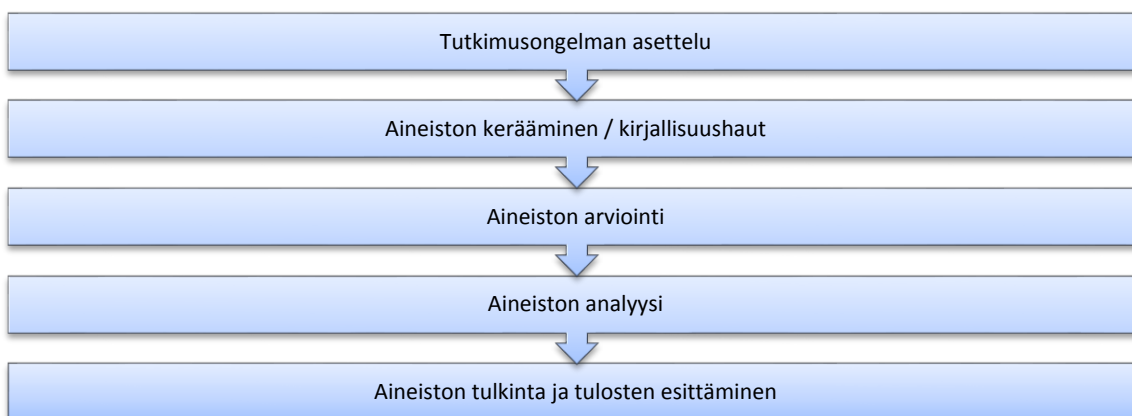 Tutkimusongelman asettelu
Aineiston kerääminen / kirjallisuushaut
Aineiston arviointi
Aineiston analyysi
Aineiston tulkinta ja tulosten esittäminen